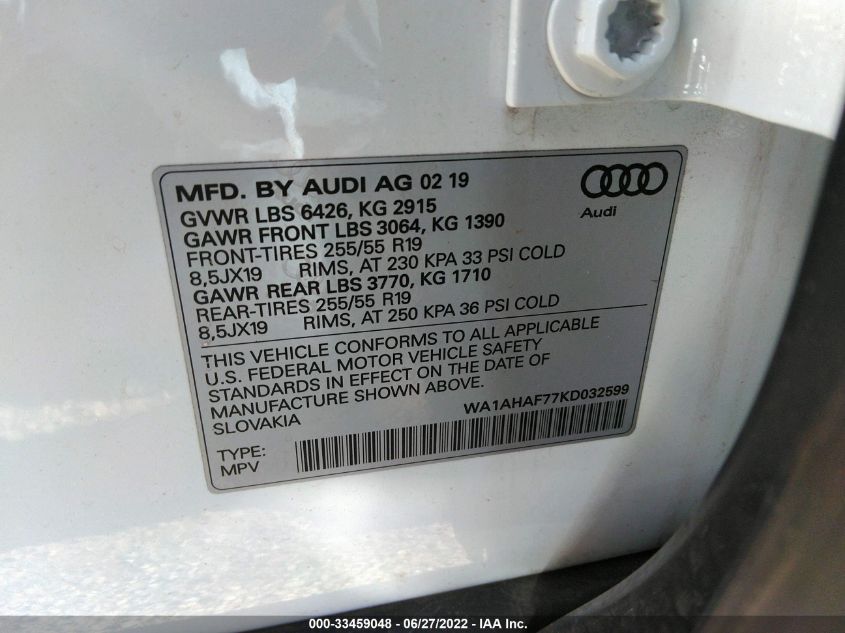 MFD. BY AUDI AG 02 19
GVWR LBS 6426, KG 2915
GAWR FRONT LBS 3064, KG 1390
FRONT-TIRES 255/55 R19
8,5JX19 RIMS, AT 230 KPA 33 PSI COLD
GAWR REAR LBS 3770, KG 1710
REAR-TIRES 255/55 R19
8,5JX19 RIMS, AT 250 KPA 36 PSI COLD
Audi
THIS VEHICLE CONFORMS TO ALL APPLICABLE
U.S. FEDERAL MOTOR VEHICLE SAFETY
STANDARDS IN EFFECT ON THE DATE OF
MANUFACTURE SHOWN ABOVE.
SLOVAKIA
WA1AHAF77KD032599
TYPE:
MPV
000-33459048 - 06/27/2022 - IAA Inc.